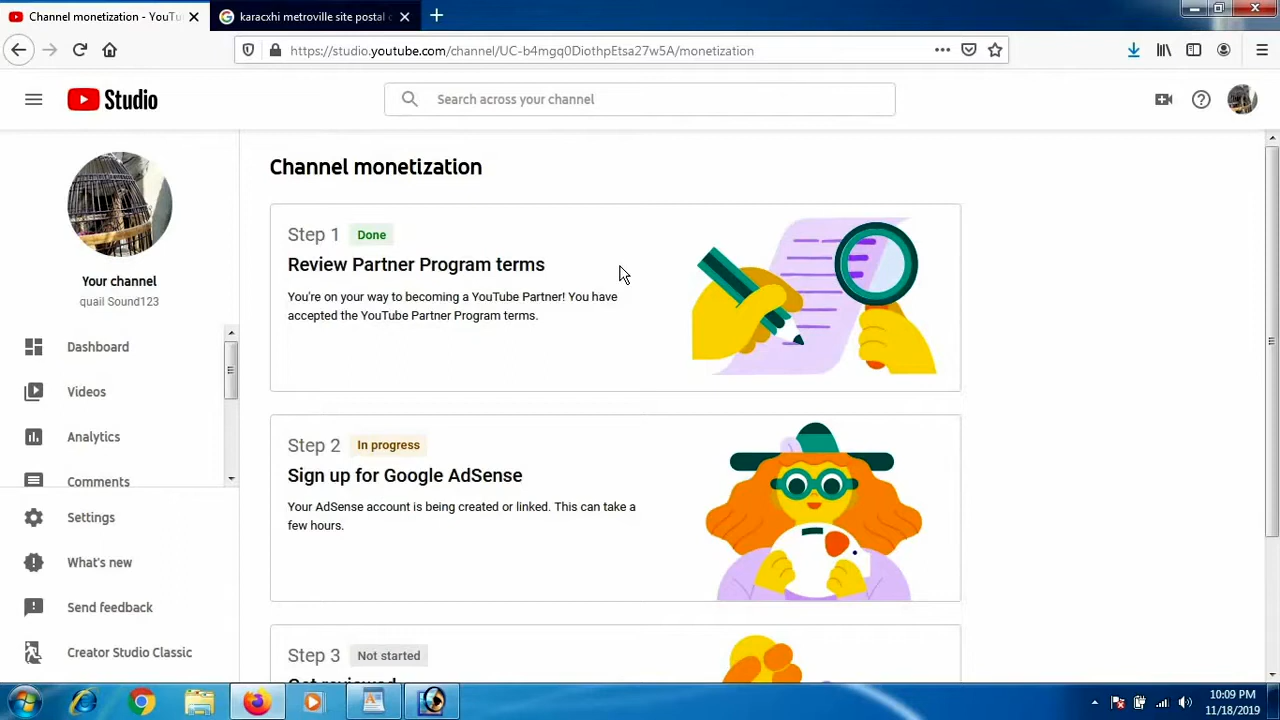 Channel monetization - YouTu
karacxhi metroville site postal c
https://studio.youtube.com/channel/UC-b4mgq0DiothpEtsa27w5A/monetization
Studio
Search across your channel
Your channel
quail Sound123
Dashboard
Videos
Analytics
Comments
Settings
What's new
Send feedback
Creator Studio Classic
Channel monetization
Step 1 Done
Review Partner Program terms
You're on your way to becoming a YouTube Partner! You have
accepted the YouTube Partner Program terms.
Step 2 In progress
Sign up for Google AdSense
Your AdSense account is being created or linked. This can take a
few hours.
Step 3 Not started
Get reviewed
10:09 PM
11/18/2019